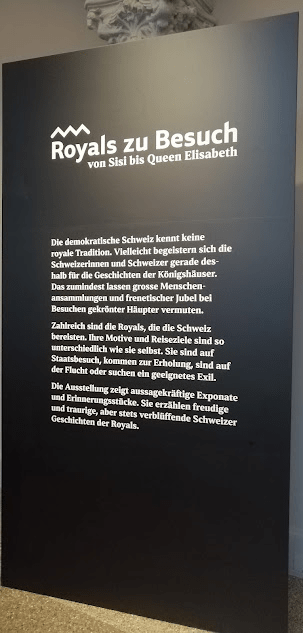 Royals zu Besuch
von Sisi bis Queen Elisabeth
Die demokratische Schweiz kennt keine
royale Tradition. Vielleicht begeistern sich die
Schweizerinnen und Schweizer gerade des-
halb für die Geschichten der Königshäuser.
Das zumindest lassen grosse Menschen-
ansammlungen und frenetischer Jubel bei
Besuchen gekrönter Häupter vermuten.
Zahlreich sind die Royals, die die Schweiz
bereisten. Ihre Motive und Reiseziele sind so
unterschiedlich wie sie selbst. Sie sind auf
Staatsbesuch, kommen zur Erholung, sind auf
der Flucht oder suchen ein geeignetes Exil.
Die Ausstellung zeigt aussagekräftige Exponate
und Erinnerungsstücke. Sie erzählen freudige
und traurige, aber stets verblüffende Schweizer
Geschichten der Royals.